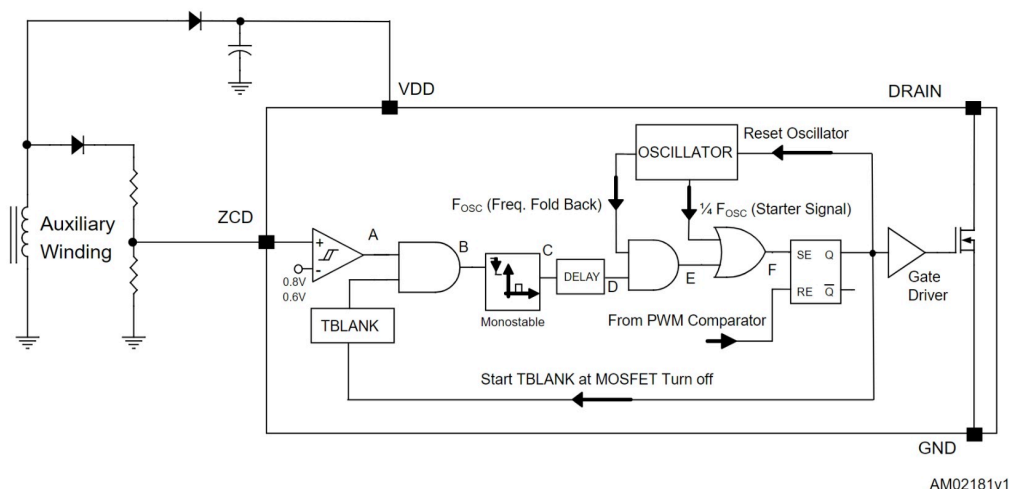 VDD
DRAIN
Reset Oscillator
OSCILLATOR
Auxiliary
Winding
ZCD
FOSC (Freq. Fold Back)
¼ FOSC (Starter Signal)
+
-
0.8V
0.6V
A
B
C
DELAY
D
E
F
SE Q
RE Q̅
Gate
Driver
Monostable
TBLANK
From PWM Comparator
Start TBLANK at MOSFET Turn off
GND
AM02181v1